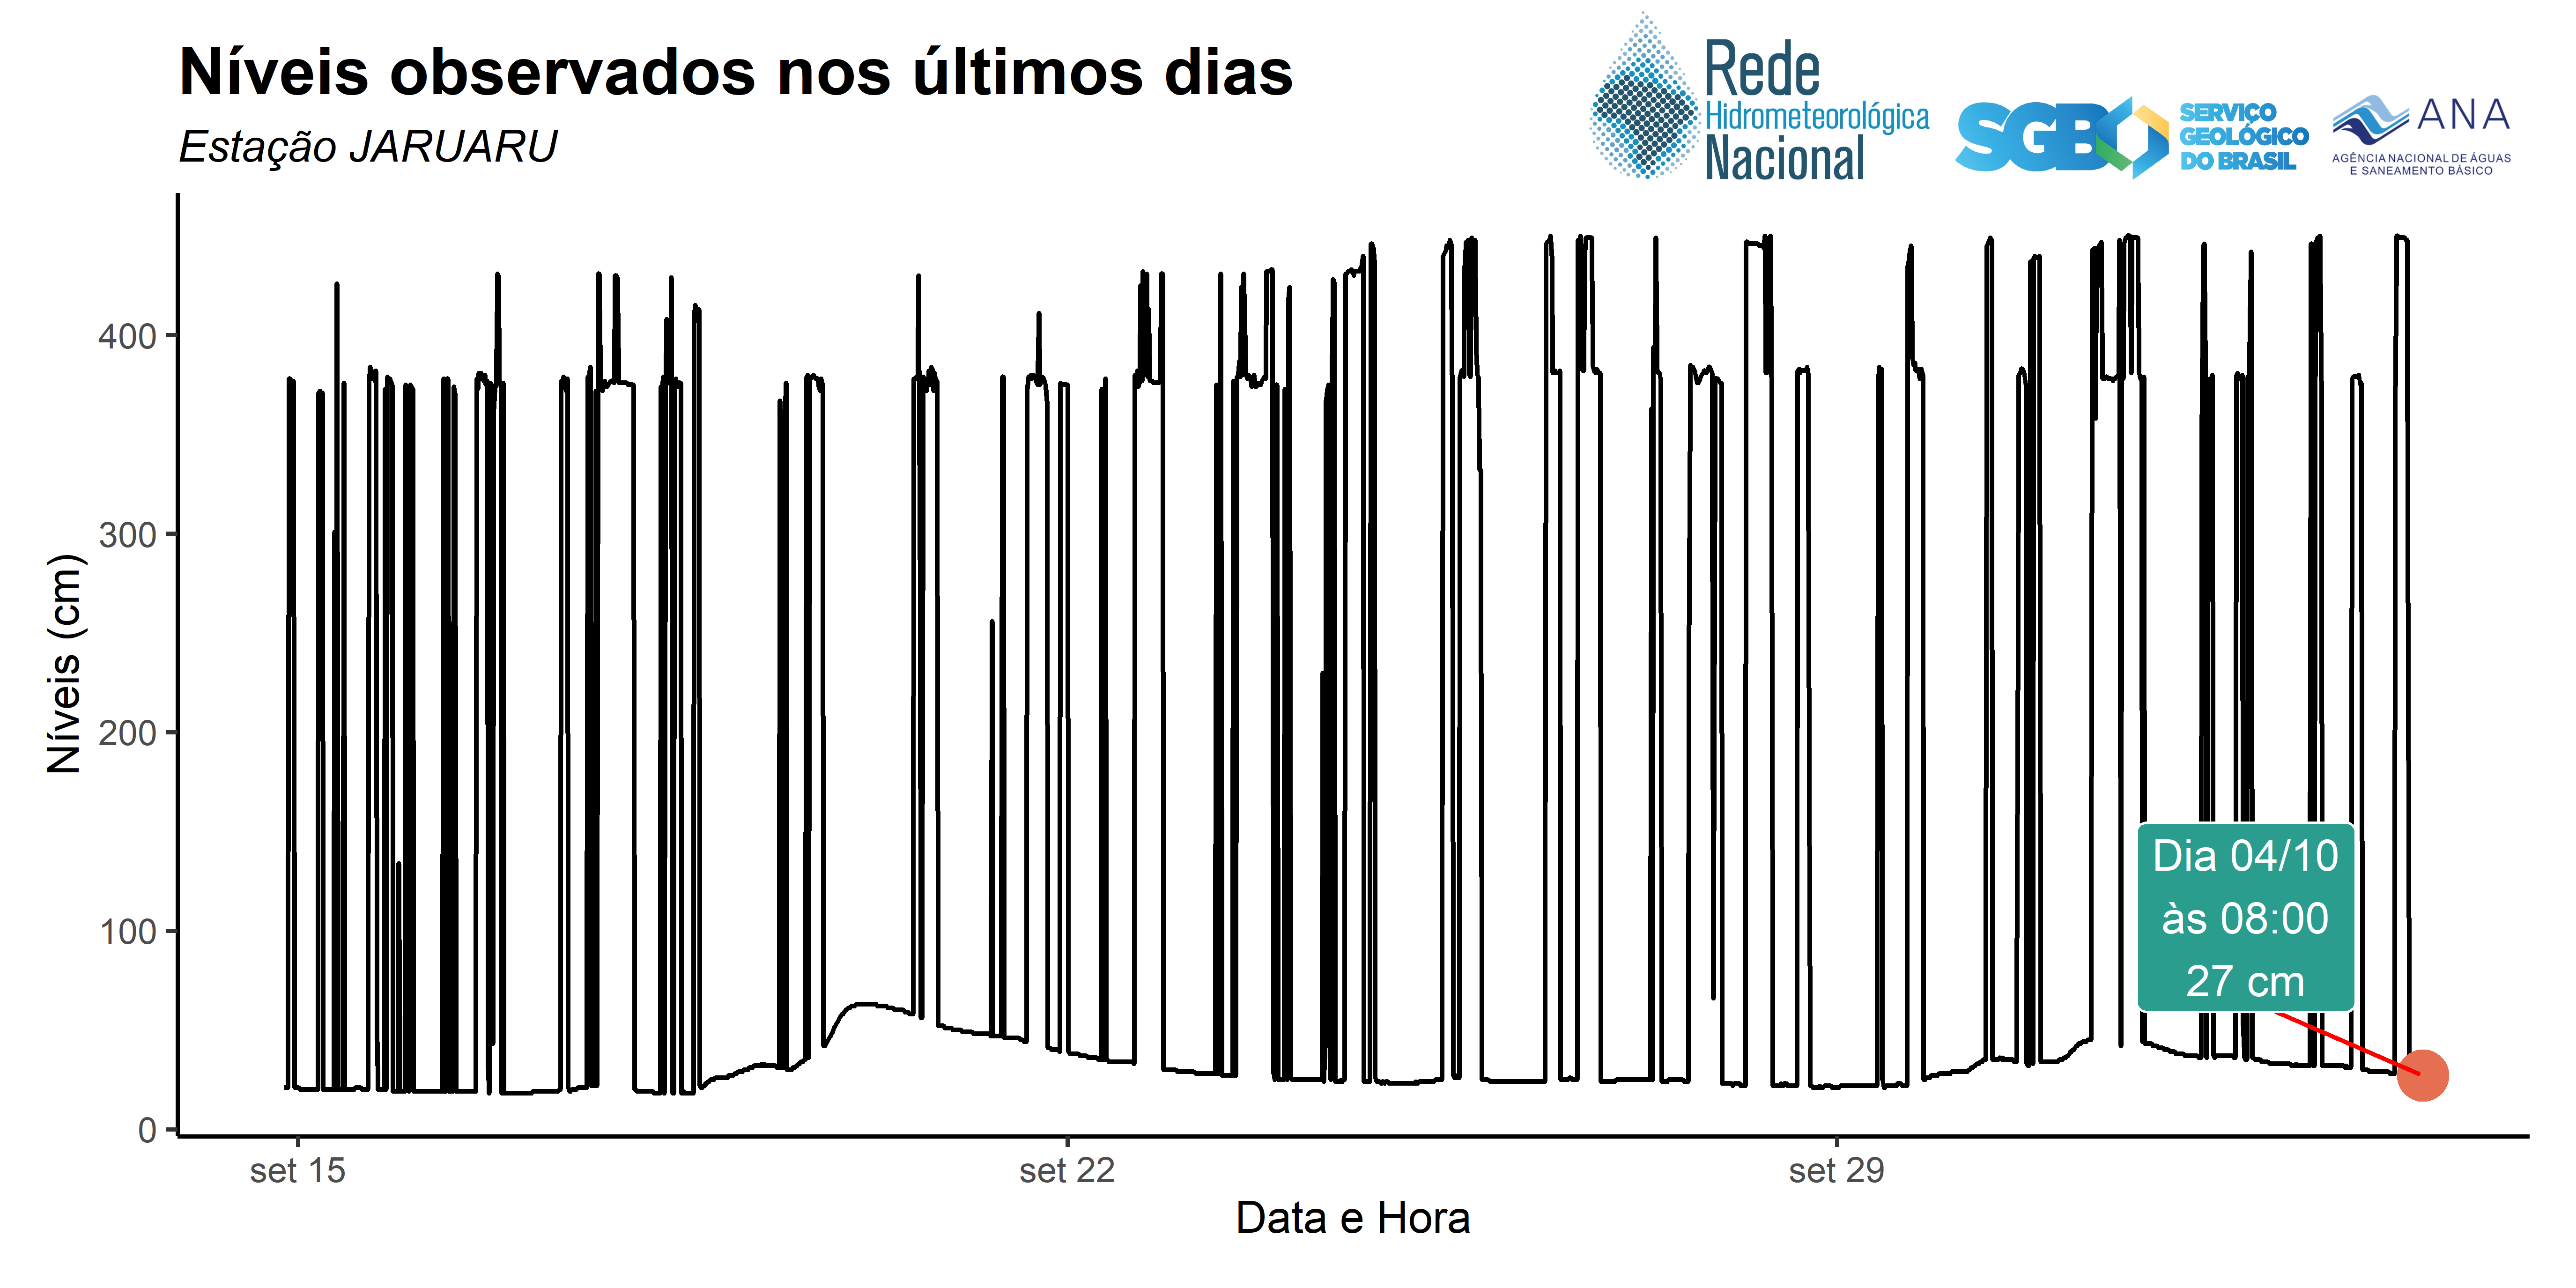 Níveis observados nos últimos dias
Estação JARUARU
Rede
Hidrometeorológica
Nacional
SGB
SERVIÇO
GEOLÓGICO
DO BRASIL
ANA
AGÊNCIA NACIONAL DE ÁGUAS
E SANEAMENTO BÁSICO
Níveis (cm)
400
300
200
100
0
Dia 04/10
às 08:00
27 cm
set 15
set 22
set 29
Data e Hora